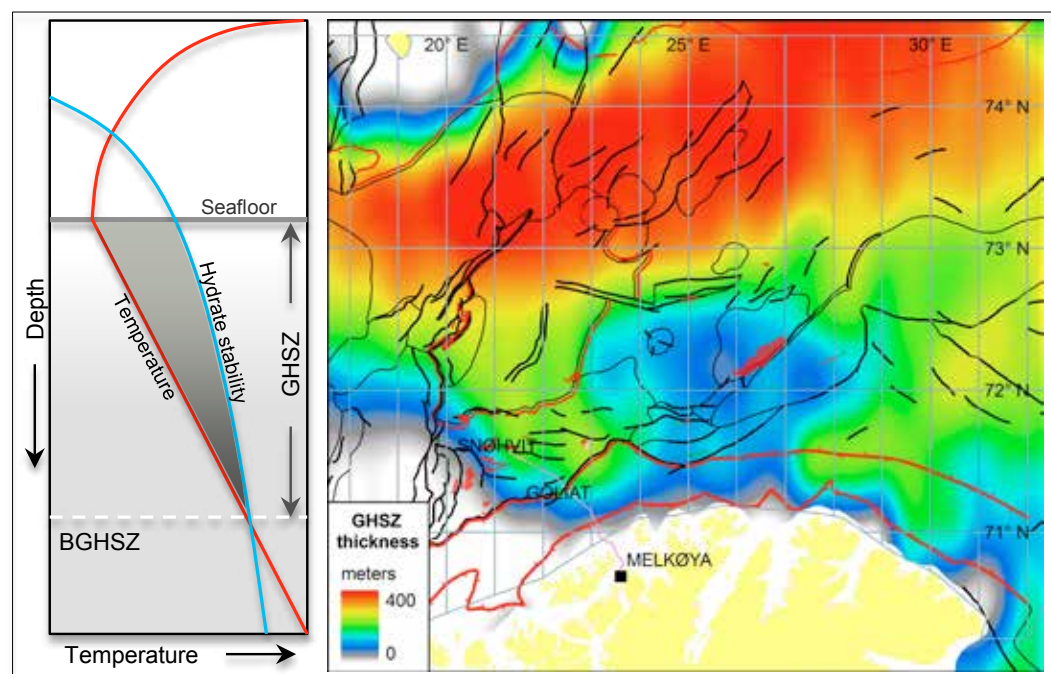 Seafloor
Depth
Temperature
Hydrate stability
GHSZ
BGHSZ
Temperature
20° E
25° E
30° E
74° N
73° N
72° N
71° N
SNØHVIT
GOLIAT
MELKØYA
GHSZ
thickness
meters
400
0